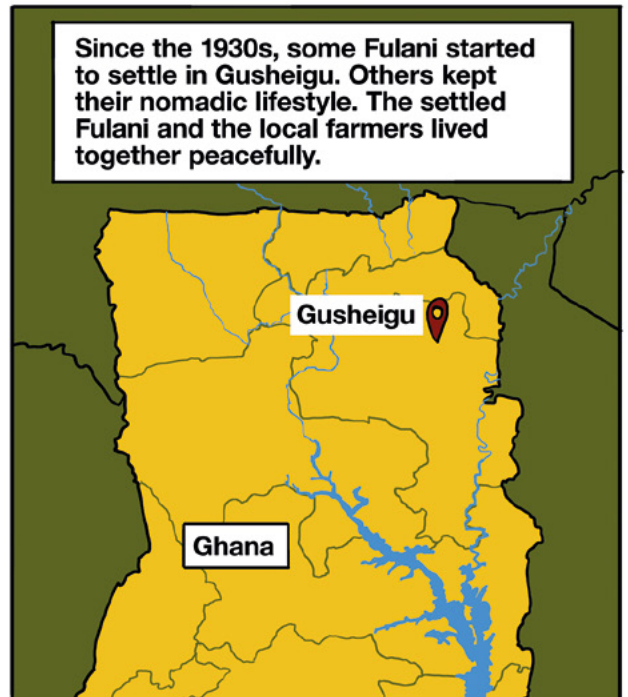 Since the 1930s, some Fulani started
to settle in Gusheigu. Others kept
their nomadic lifestyle. The settled
Fulani and the local farmers lived
together peacefully.
Gusheigu
Ghana